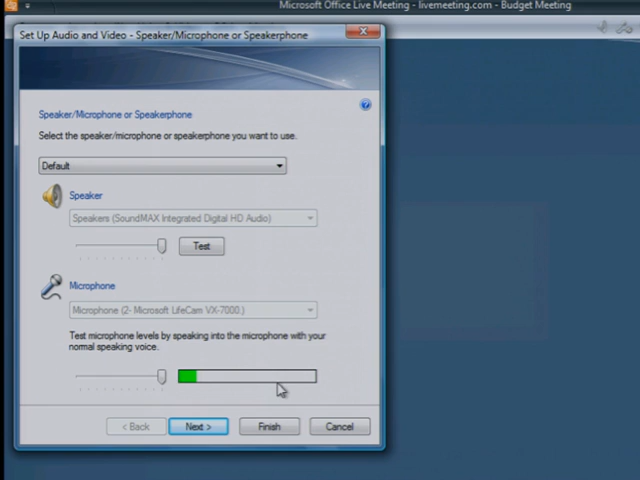 Microsoft Office Live Meeting - livemeeting.com - Budget Meeting
Set Up Audio and Video - Speaker/Microphone or Speakerphone
Speaker/Microphone or Speakerphone
Select the speaker/microphone or speakerphone you want to use.
Default
Speaker
Speakers (SoundMAX Integrated Digital HD Audio)
Test
Microphone
Microphone (2- Microsoft LifeCam VX-7000.)
Test microphone levels by speaking into the microphone with your
normal speaking voice.
< Back
Next >
Finish
Cancel